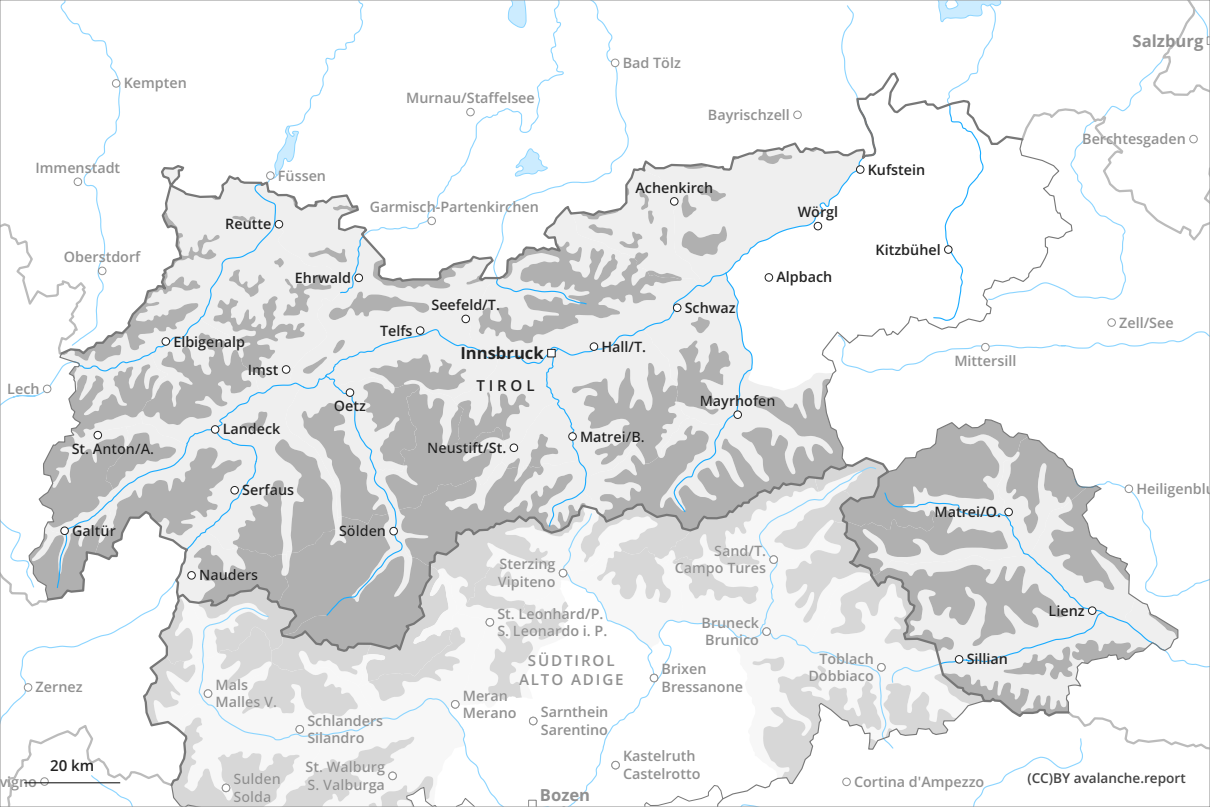 Salzburg
Bad Tölz
Kempten
Murnau/Staffelsee
Bayrischzell
Berchtesgaden
Immenstadt
Füssen
Kufstein
Achenkirch
Garmisch-Partenkirchen
Wörgl
Reutte
Kitzbühel
Oberstdorf
Ehrwald
Alpbach
Seefeld/T.
Schwaz
Telfs
Zell/See
Elbigenalp
Innsbruck
Hall/T.
Mittersill
Imst
TIROL
Lech
Oetz
Mayrhofen
Landeck
Matrei/B.
St. Anton/A.
Neustift/St.
Serfaus
Heiligenblu
Matrei/O.
Galtür
Sölden
Sand/T.
Campo Tures
Sterzing
Vipiteno
Nauders
Lienz
St. Leonhard/P.
S. Leonardo i. P.
Bruneck
Brunico
SÜDTIROL
ALTO ADIGE
Sillian
Toblach
Dobbiaco
Brixen
Bressanone
Zernez
Mals
Malles V.
Meran
Merano
Sarnthein
Sarentino
Schlanders
Silandro
Kastelruth
Castelrotto
St. Walburg
S. Valburga
20 km
vigno
Sulden
Solda
Cortina d'Ampezzo
(CC)BY avalanche.report
Bozen